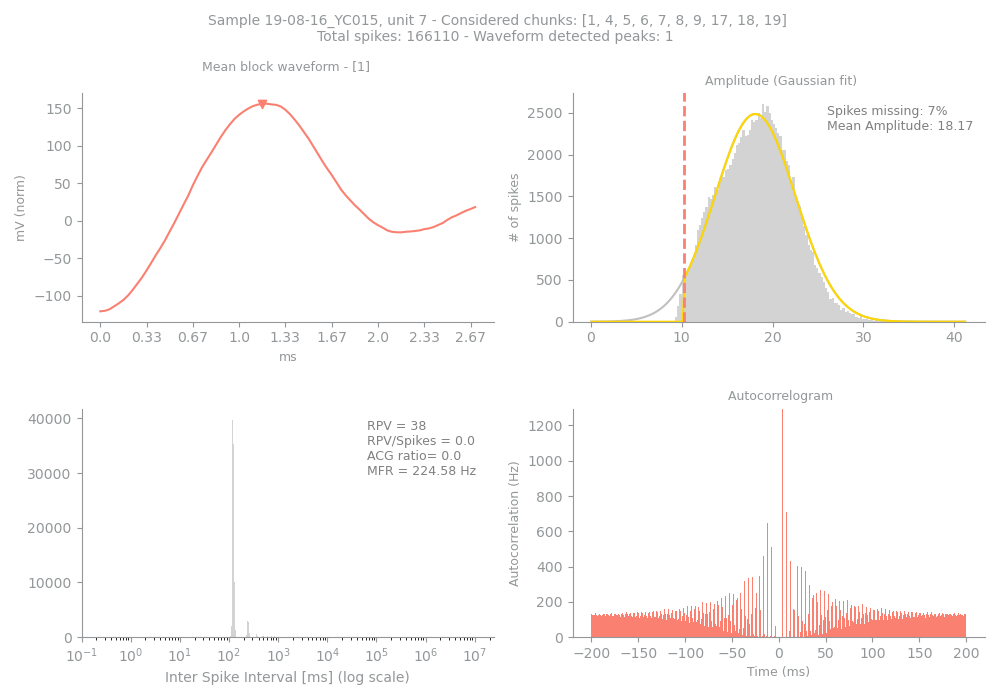 Sample 19-08-16_YC015, unit 7 - Considered chunks: [1, 4, 5, 6, 7, 8, 9, 17, 18, 19]
Total spikes: 166110 - Waveform detected peaks: 1
Mean block waveform - [1]
mV (norm)
150
100
50
0
−50
−100
0.0 0.33 0.67 1.0 1.33 1.67 2.0 2.33 2.67
ms
Amplitude (Gaussian fit)
Spikes missing: 7%
Mean Amplitude: 18.17
# of spikes
2500
2000
1500
1000
500
0
0 10 20 30 40
RPV = 38
RPV/Spikes = 0.0
ACG ratio= 0.0
MFR = 224.58 Hz
40000
30000
20000
10000
0
10⁻¹ 10⁰ 10¹ 10² 10³ 10⁴ 10⁵ 10⁶ 10⁷
Inter Spike Interval [ms] (log scale)
Autocorrelogram
Autocorrelation (Hz)
1200
1000
800
600
400
200
0
−200 −150 −100 −50 0 50 100 150 200
Time (ms)